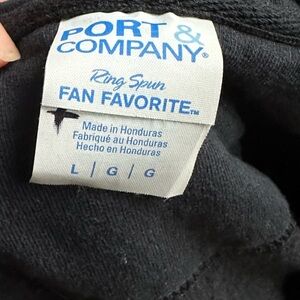 PORT &
COMPANY®
Ring Spun
FAN FAVORITE™
Made in Honduras
Fabriqué au Honduras
Hecho en Honduras
L | G | G